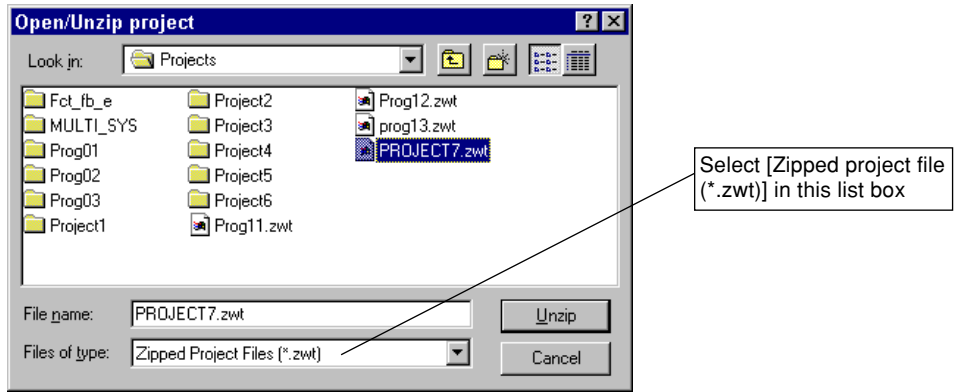 Open/Unzip project
Look in: Projects
Fct_fb_e Project2 Prog12.zwt
MULTI_SYS Project3 prog13.zwt
Prog01 Project4 PROJECT7.zwt
Prog02 Project5
Prog03 Project6
Project1 Prog11.zwt
Select [Zipped project file
(*.zwt)] in this list box
File name: PROJECT7.zwt Unzip
Files of type: Zipped Project Files (*.zwt) Cancel